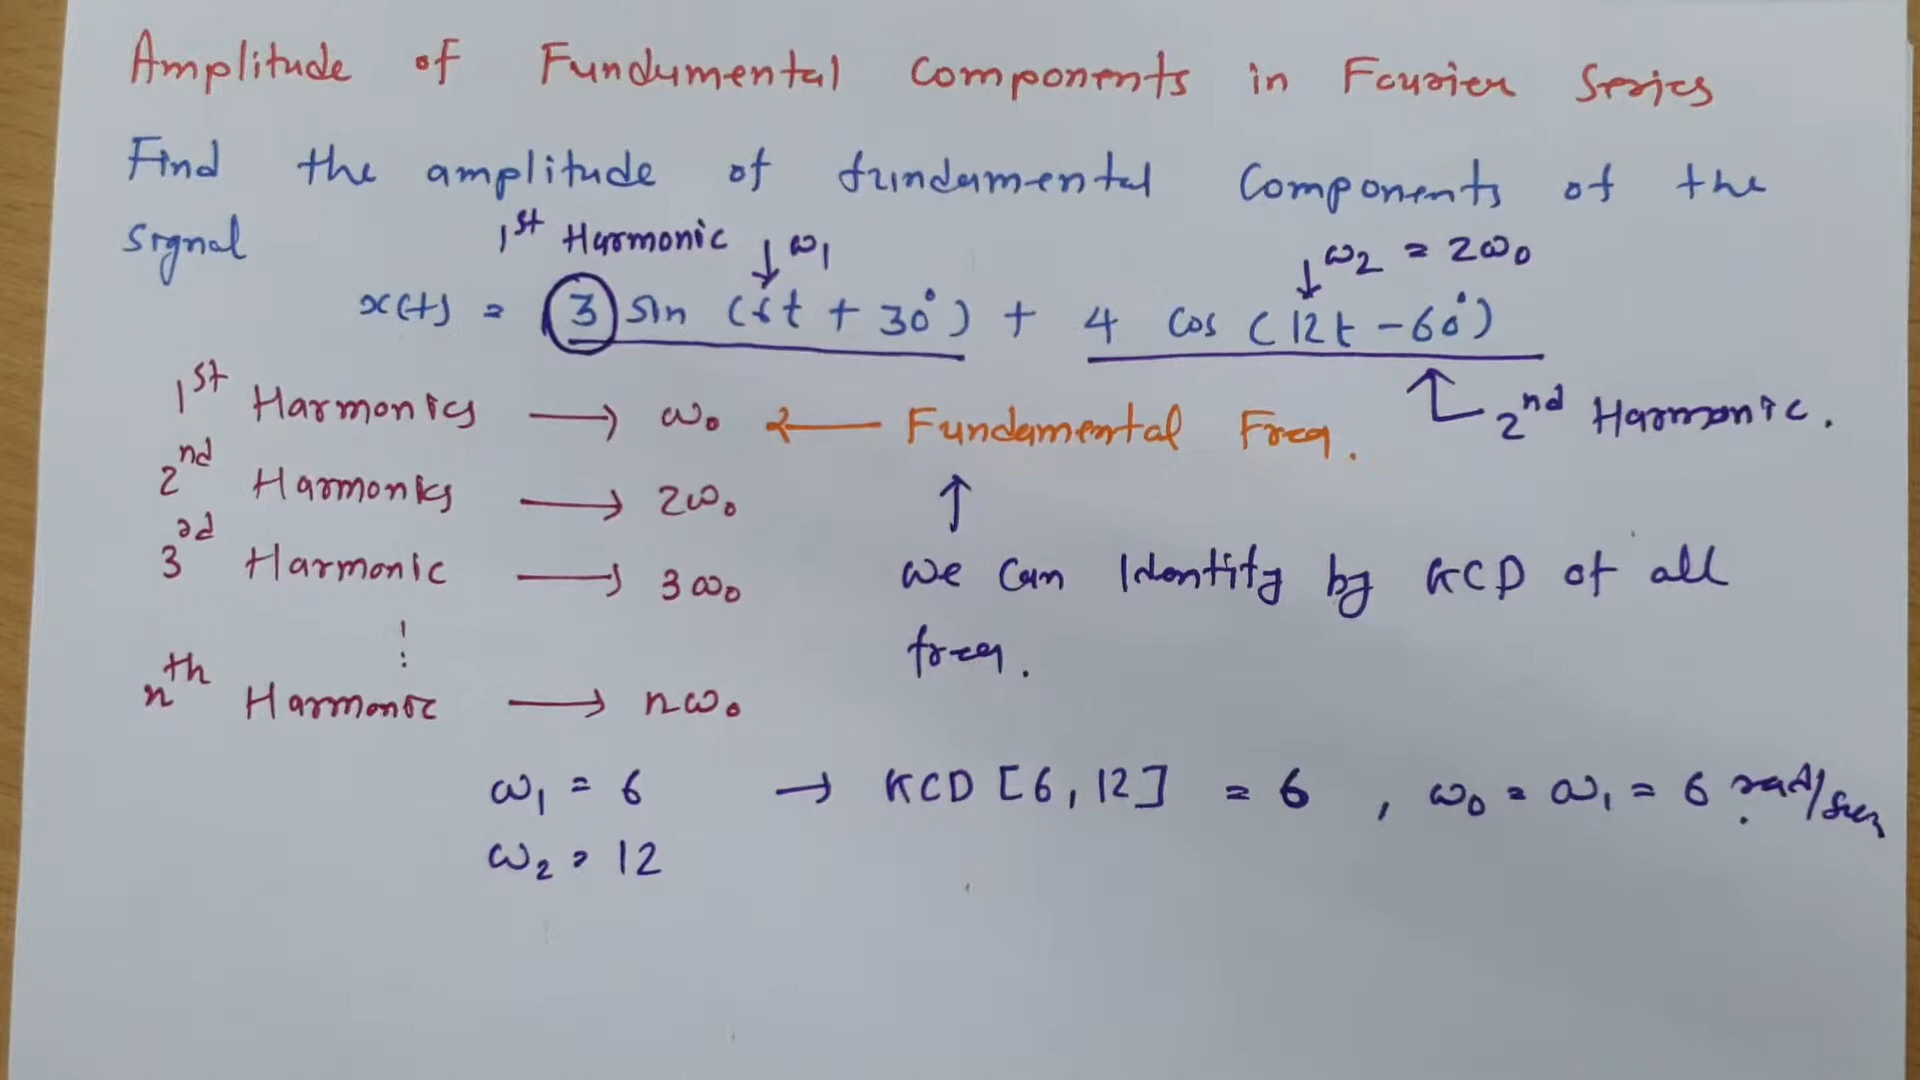 Amplitude of Fundumental Components in Fourier Series
Find the amplitude of fundamental Components of the
signal
1st Harmonic ↓ ω1
↓ ω2 = 2ω0
x(t) = 3 sin (6t + 30°) + 4 cos (12t - 60°)
1st Harmonics → ω0 ← Fundamental Freq.
2nd Harmonic.
2nd Harmonics → 2ω0
↑
3rd Harmonic → 3ω0
we can Identify by HCD of all
freq.
nth Harmonic → nω0
ω1 = 6 → HCD [6, 12] = 6 , ω0 = ω1 = 6 rad/sec
ω2 = 12